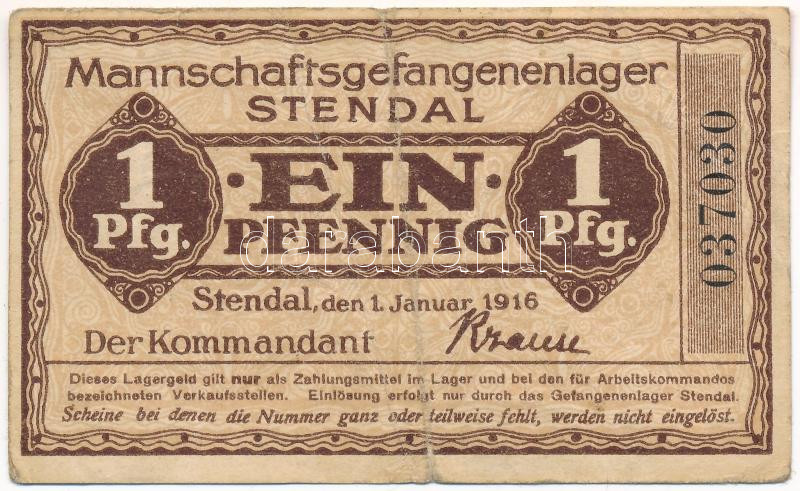 Mannschaftsgefangenenlager
STENDAL
1 Pfg.
·EIN·
PFENNIG
1 Pfg.
037030
Stendal, den 1. Januar 1916
Der Kommandant Krause
Dieses Lagergeld gilt nur als Zahlungsmittel im Lager und bei den für Arbeitskommandos
bezeichneten Verkaufsstellen. Einlösung erfolgt nur durch das Gefangenenlager Stendal.
Scheine bei denen die Nummer ganz oder teilweise fehlt, werden nicht eingelöst.
databanth